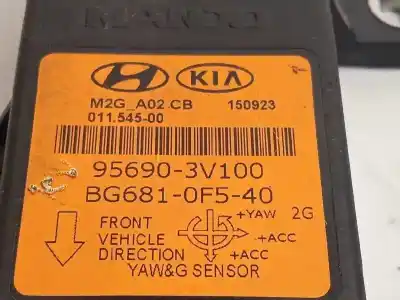 MANDO
KIA
M2G_A02.CB 150923
011.545-00
95690-3V100
BG681-0F5-40
FRONT +YAW 2G
VEHICLE +ACC
DIRECTION +ACC
YAW&G SENSOR